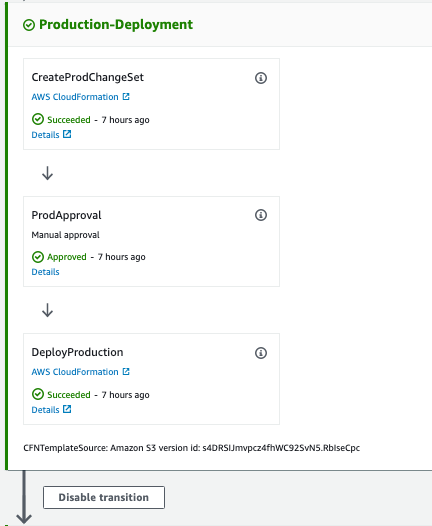 Production-Deployment
CreateProdChangeSet
AWS CloudFormation
Succeeded - 7 hours ago
Details
ProdApproval
Manual approval
Approved - 7 hours ago
Details
DeployProduction
AWS CloudFormation
Succeeded - 7 hours ago
Details
CFNTemplateSource: Amazon S3 version id: s4DRSIJmvpcz4fhWC92SvN5.RbIseCpc
Disable transition